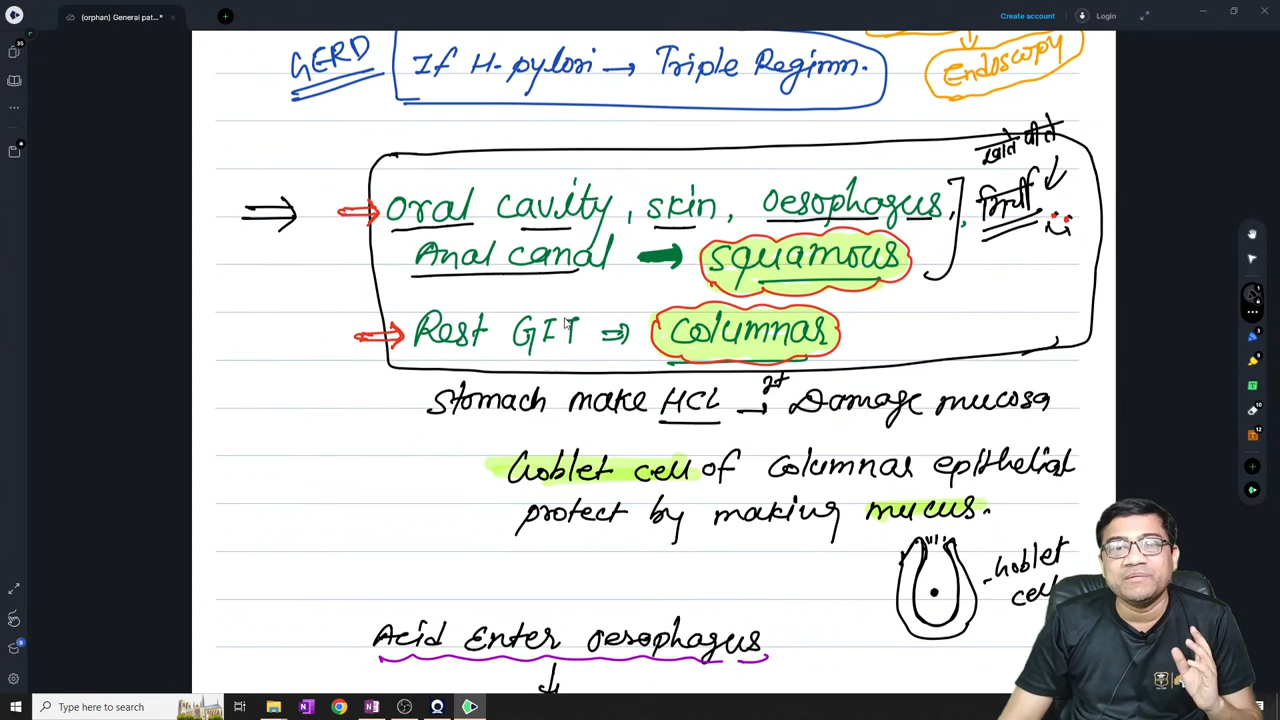 (orphan) General pat...*
Create account
Login
GERD
If H-pylori → Triple Regimn.
Endoscopy
खाते पीते
⇒ ⇒ oral cavity, skin, oesophagus,
मिर्ची
Anal canal → squamous
⇒ Rest GIT ⇒ columnar
Stomach make HCL → Damage mucosa
Goblet cell of columnar epithelial
protect by making mucus.
Goblet
cell
Acid Enter oesophagus
Type here to search